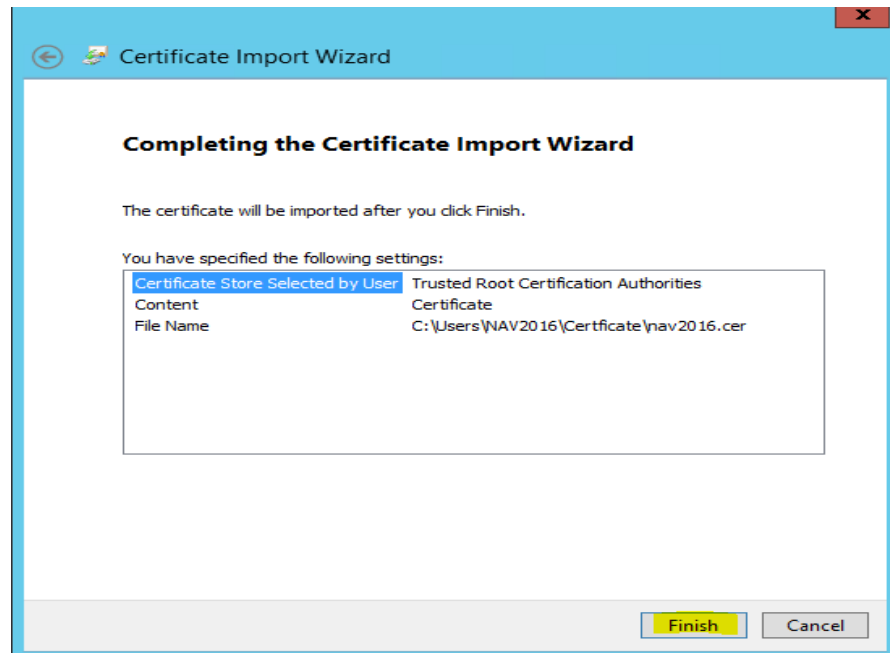 x
Certificate Import Wizard
Completing the Certificate Import Wizard
The certificate will be imported after you click Finish.
You have specified the following settings:
Certificate Store Selected by User Trusted Root Certification Authorities
Content Certificate
File Name C:\Users\NAV2016\Certficate\nav2016.cer
Finish Cancel